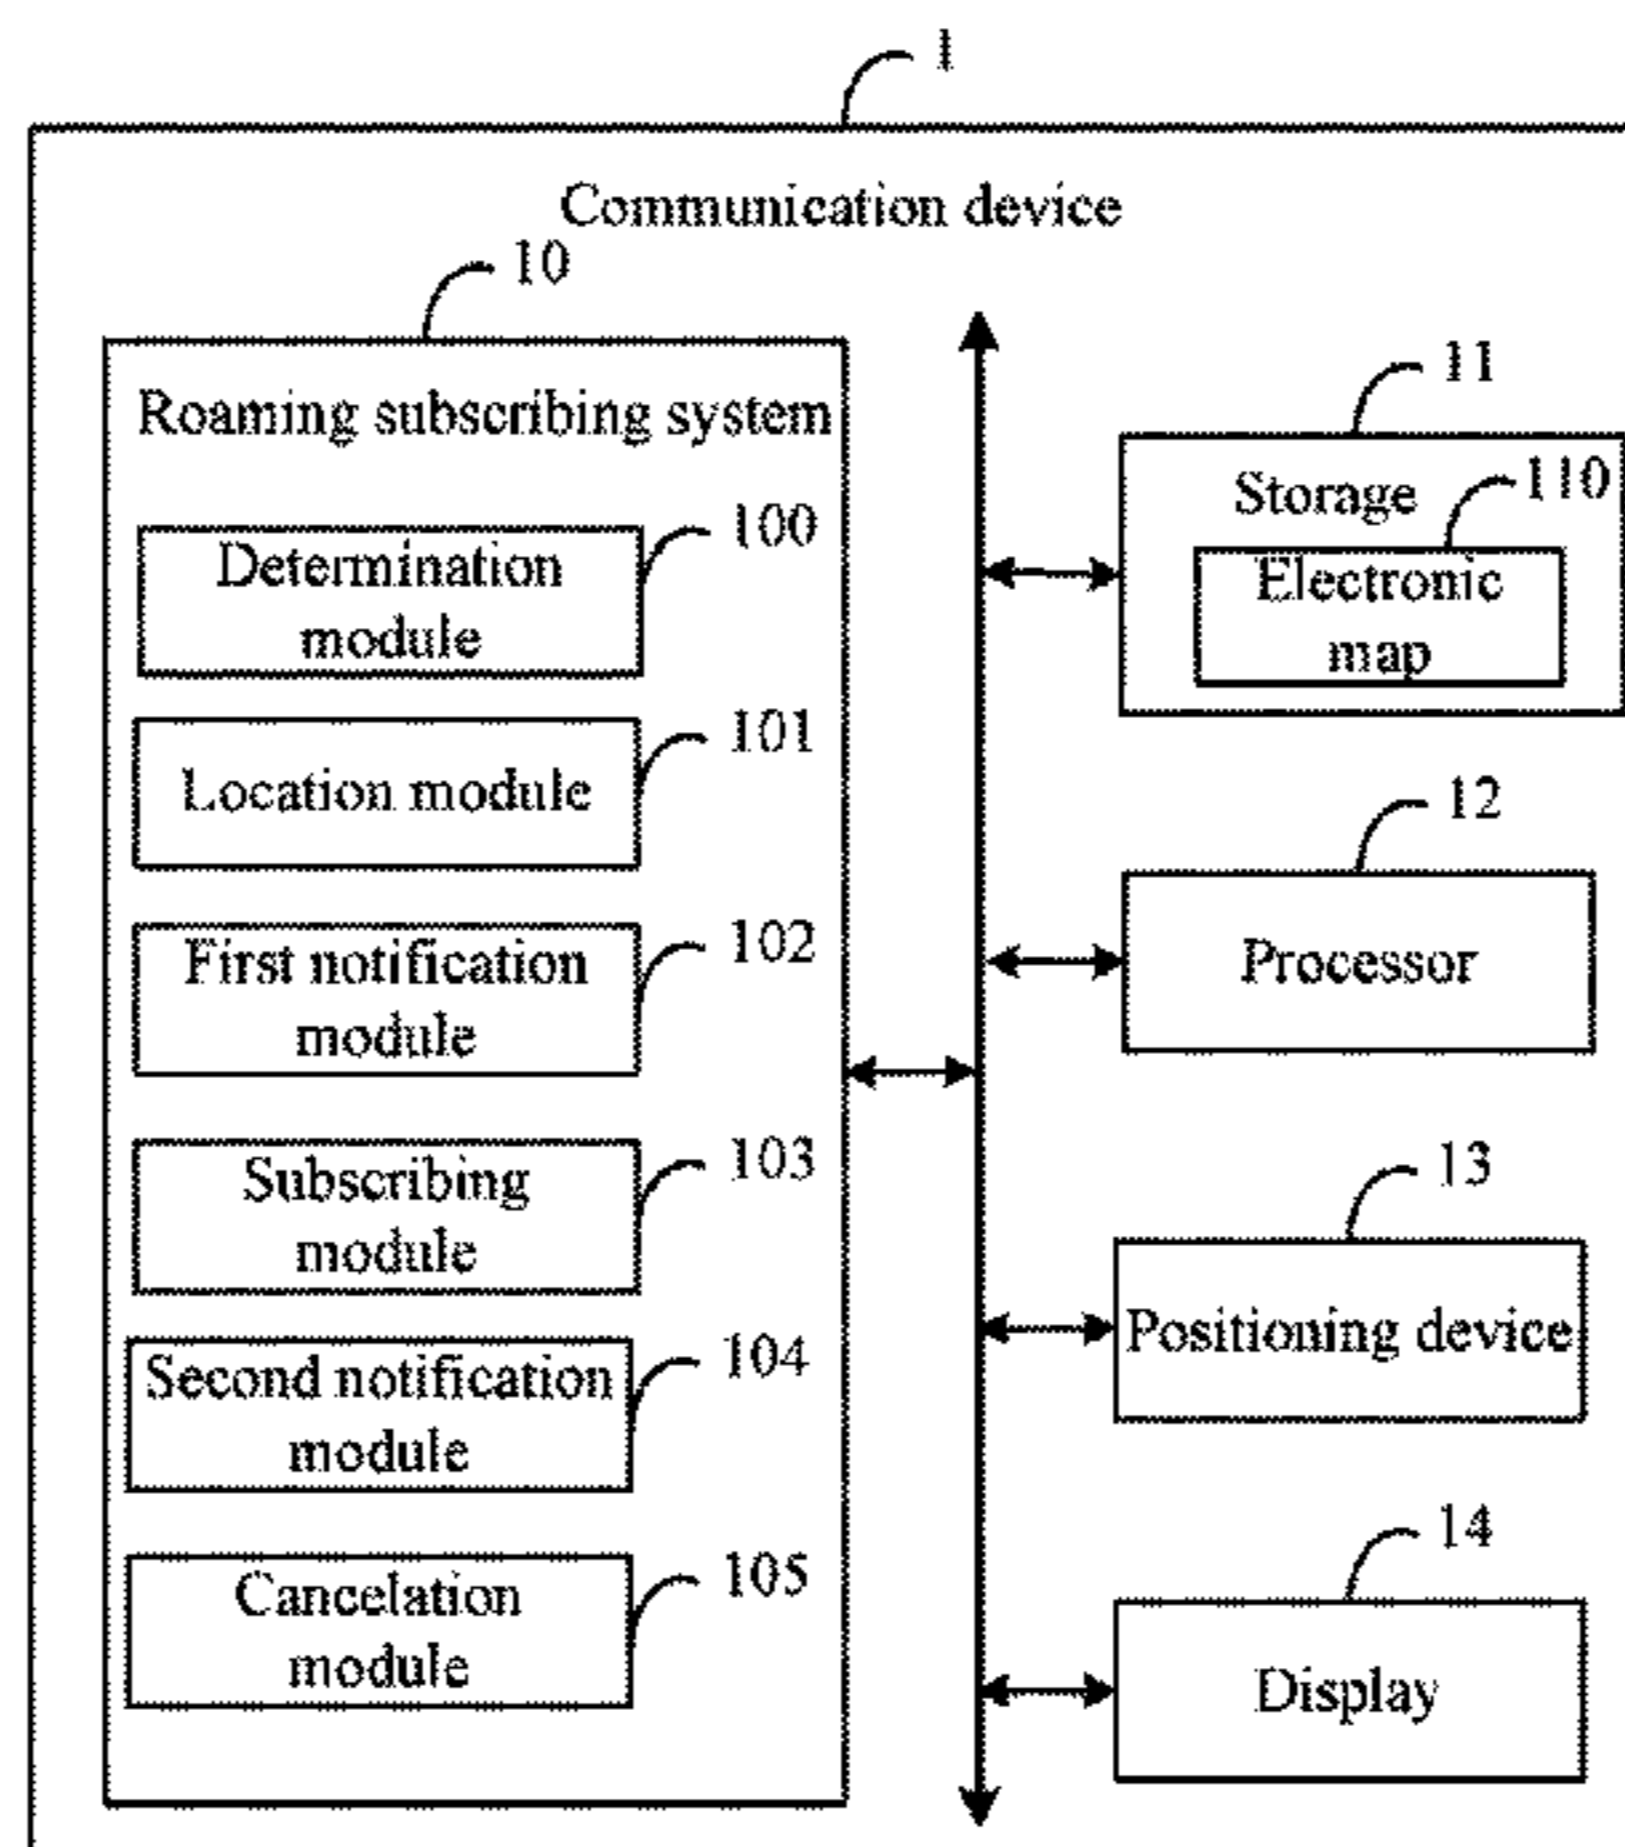 1
Communication device
10
Roaming subscribing system
100
Determination
module
101
Location module
102
First notification
module
103
Subscribing
module
104
Second notification
module
105
Cancelation
module
11
Storage
110
Electronic
map
12
Processor
13
Positioning device
14
Display